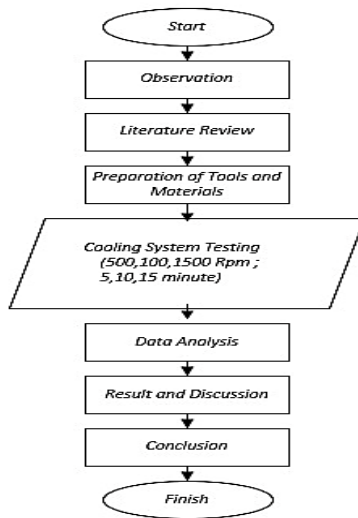 Start
Observation
Literature Review
Preparation of Tools and
Materials
Cooling System Testing
(500,100,1500 Rpm ;
5,10,15 minute)
Data Analysis
Result and Discussion
Conclusion
Finish